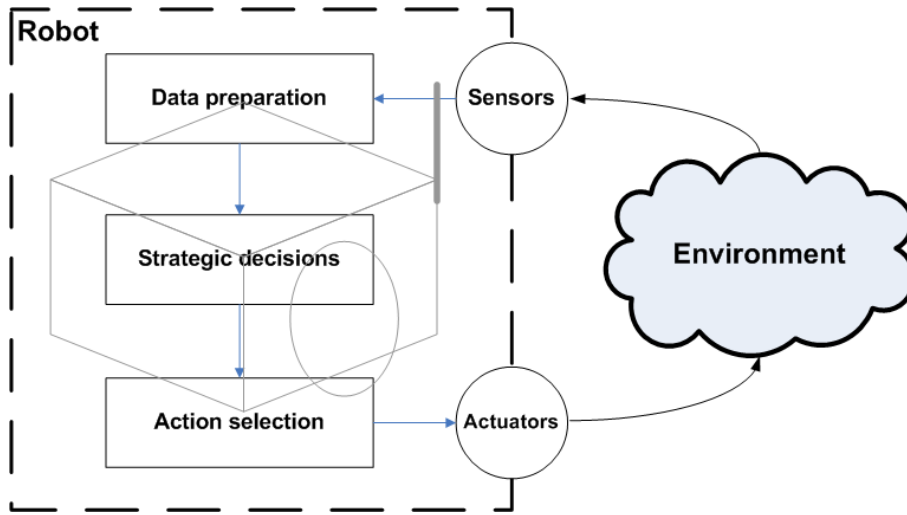 Robot
Data preparation
Sensors
Strategic decisions
Environment
Action selection
Actuators